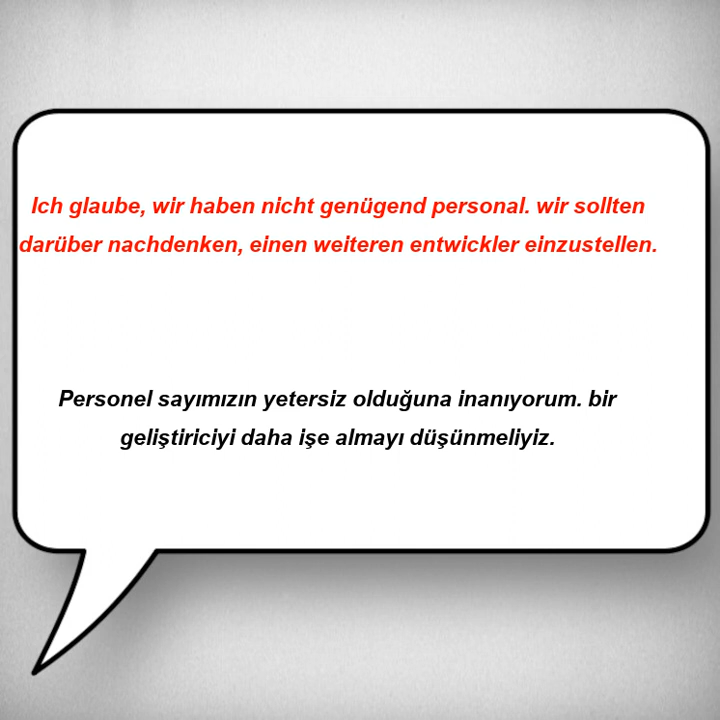 Ich glaube, wir haben nicht genügend personal. wir sollten
darüber nachdenken, einen weiteren entwickler einzustellen.
Personel sayımızın yetersiz olduğuna inanıyorum. bir
geliştiriciyi daha işe almayı düşünmeliyiz.